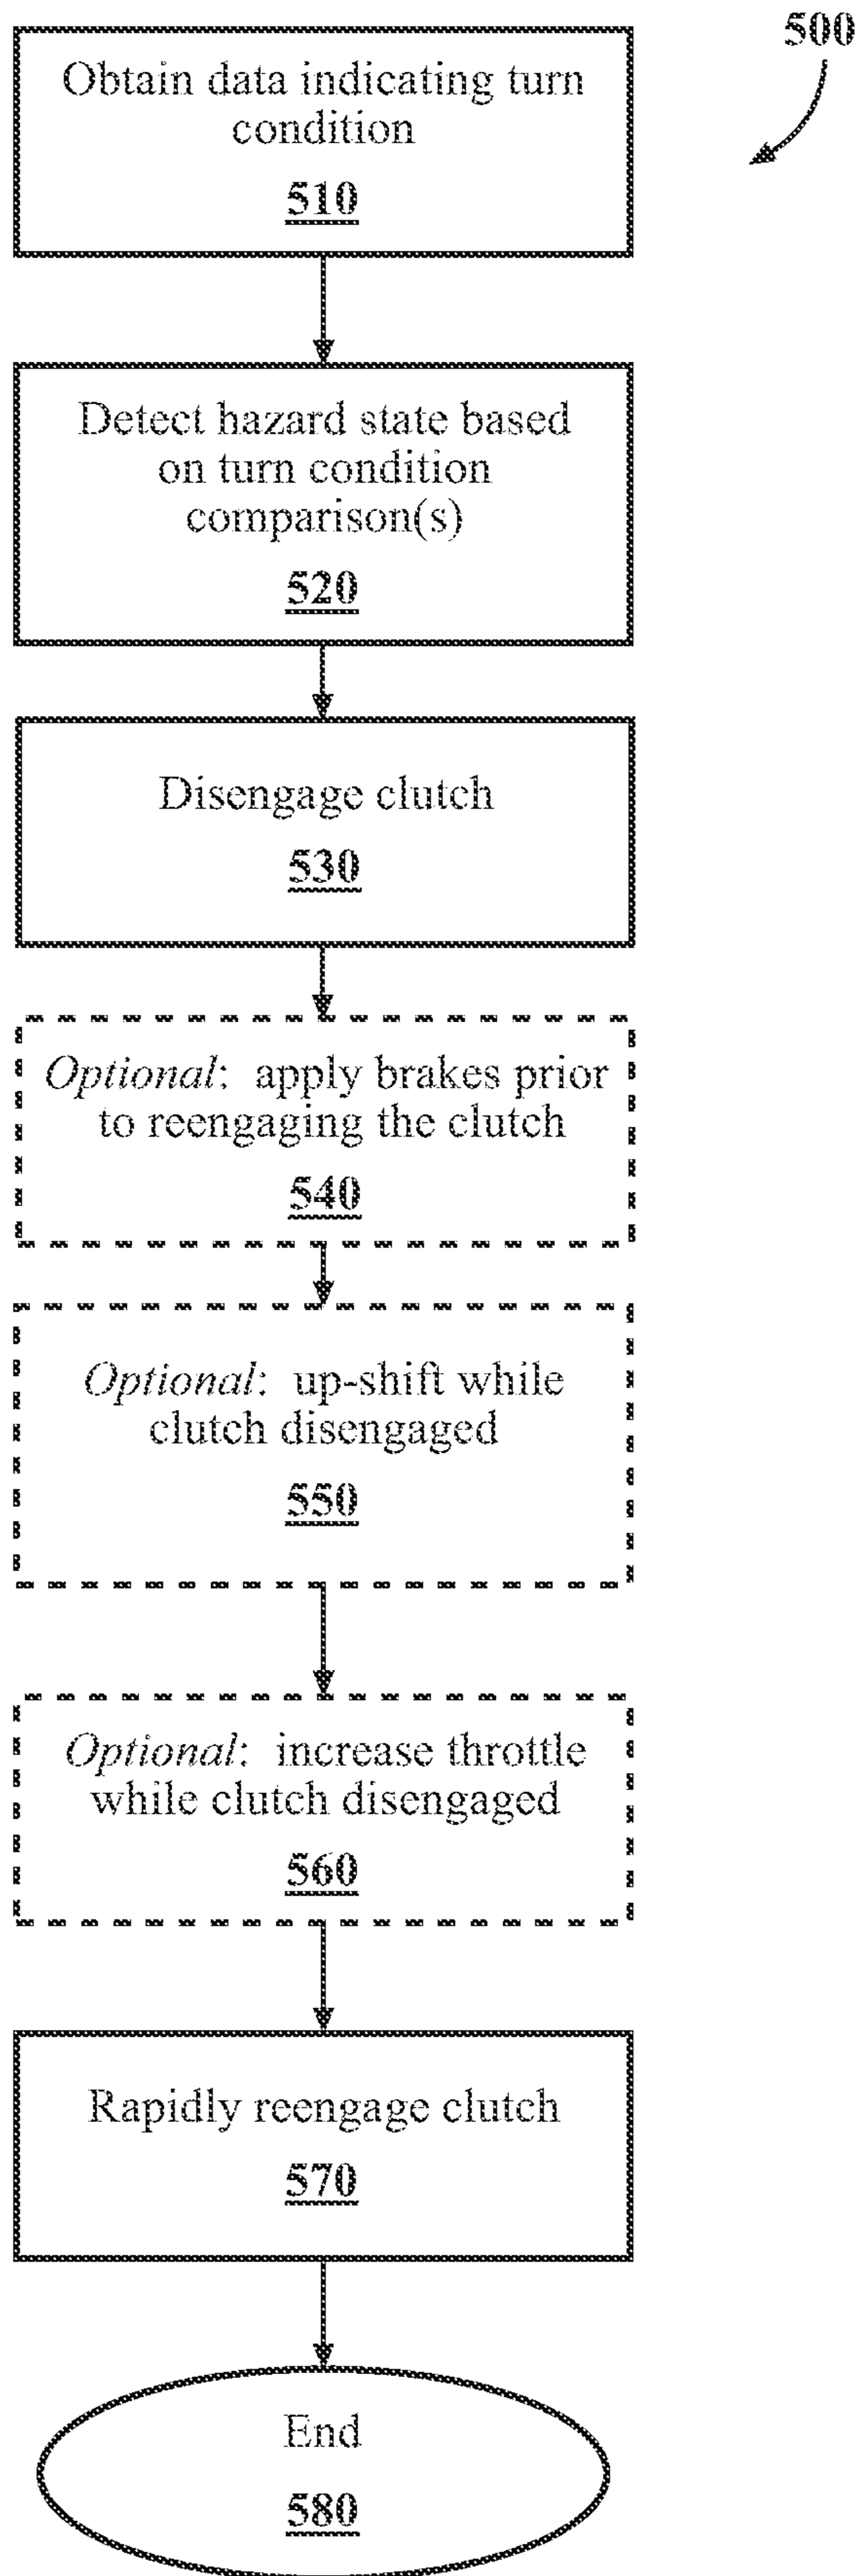 500
Obtain data indicating turn
condition
510
Detect hazard state based
on turn condition
comparison(s)
520
Disengage clutch
530
Optional: apply brakes prior
to reengaging the clutch
540
Optional: up-shift while
clutch disengaged
550
Optional: increase throttle
while clutch disengaged
560
Rapidly reengage clutch
570
End
580